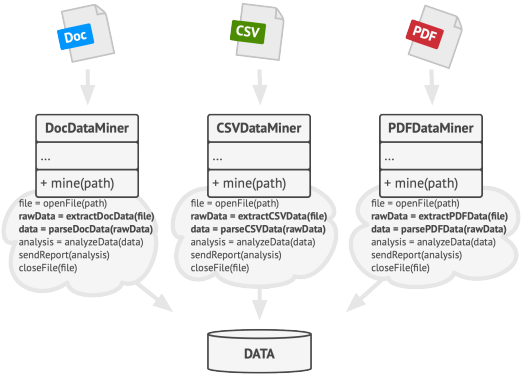 Doc
CSV
PDF
DocDataMiner
...
+ mine(path)
file = openFile(path)
rawData = extractDocData(file)
data = parseDocData(rawData)
analysis = analyzeData(data)
sendReport(analysis)
closeFile(file)
CSVDataMiner
...
+ mine(path)
file = openFile(path)
rawData = extractCSVData(file)
data = parseCSVData(rawData)
analysis = analyzeData(data)
sendReport(analysis)
closeFile(file)
PDFDataMiner
...
+ mine(path)
file = openFile(path)
rawData = extractPDFData(file)
data = parsePDFData(rawData)
analysis = analyzeData(data)
sendReport(analysis)
closeFile(file)
DATA